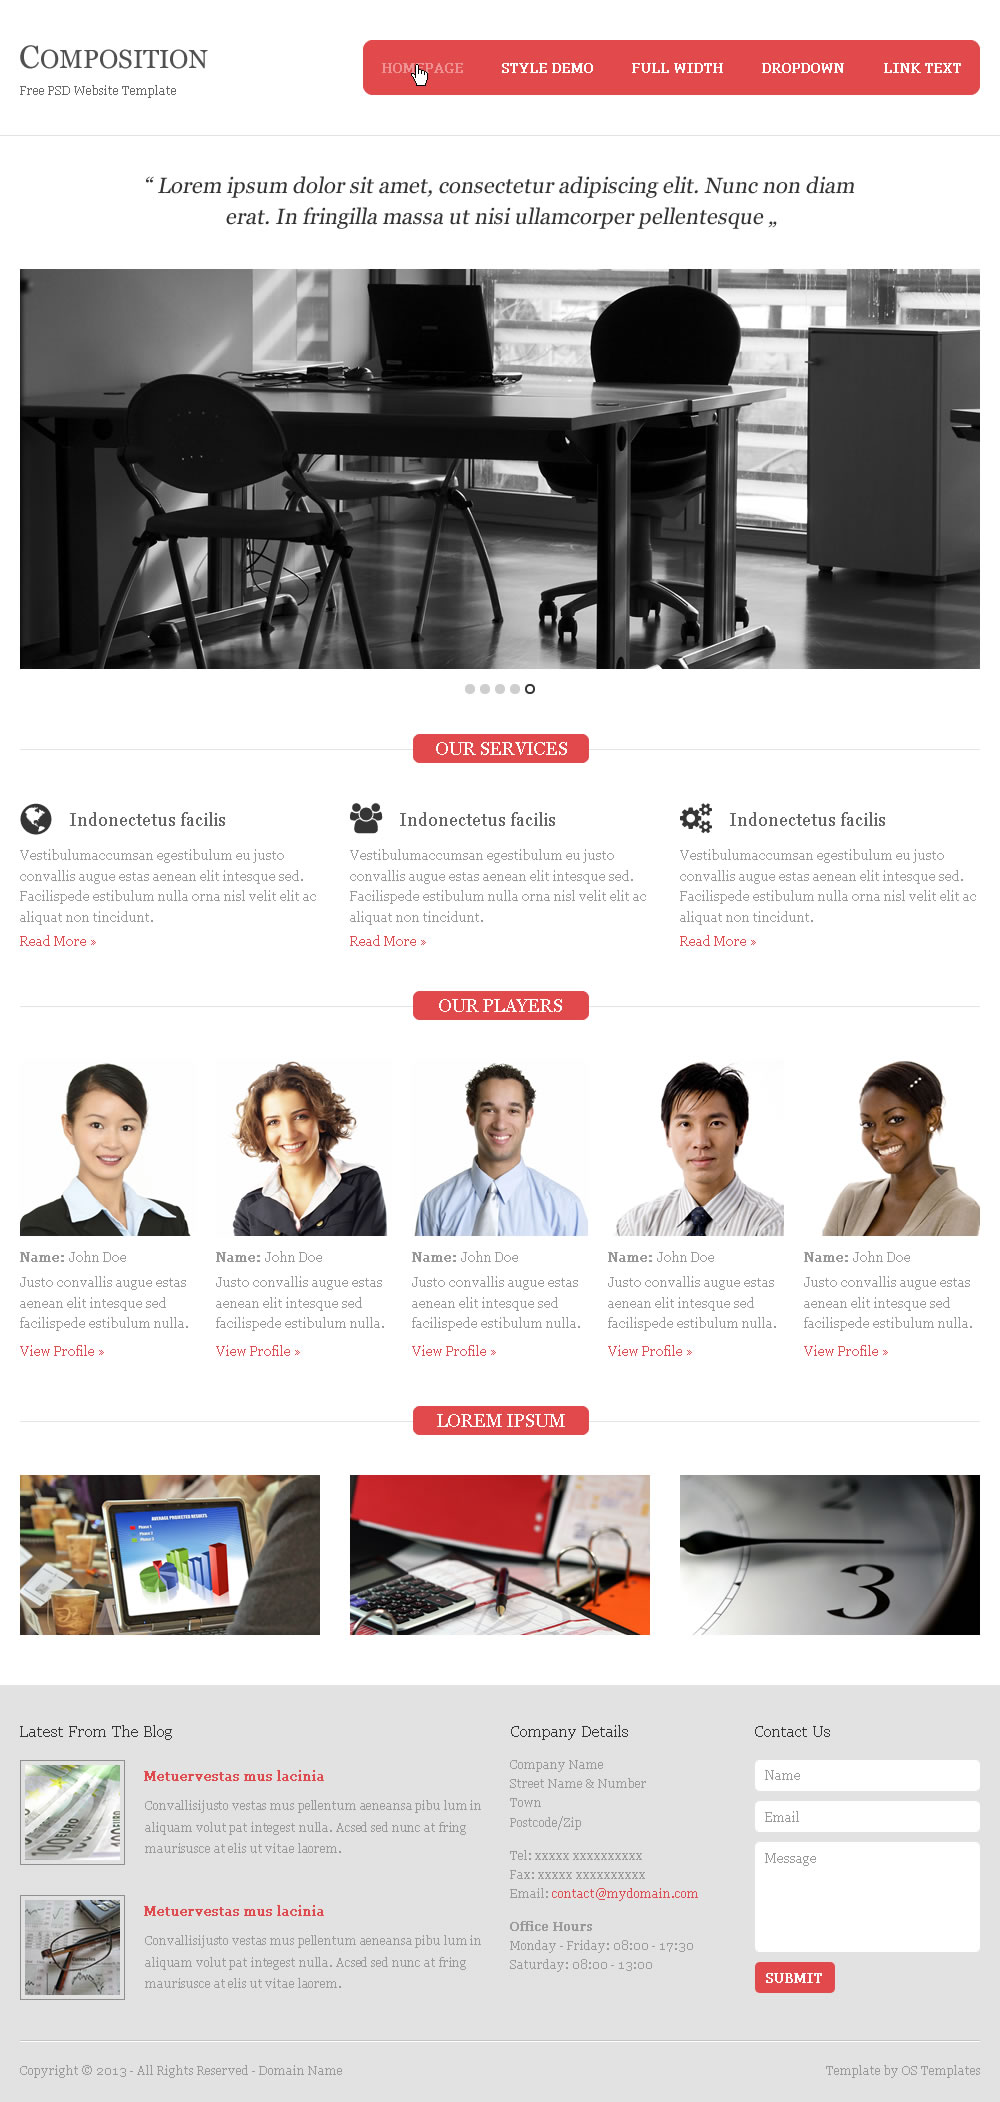 COMPOSITION
Free PSD Website Template
HOMEPAGE STYLE DEMO FULL WIDTH DROPDOWN LINK TEXT
“ Lorem ipsum dolor sit amet, consectetur adipiscing elit. Nunc non diam
erat. In fringilla massa ut nisi ullamcorper pellentesque „
OUR SERVICES
Indonectetus facilis
Vestibulumaccumsan egestibulum eu justo
convallis augue estas aenean elit intesque sed.
Facilispede estibulum nulla orna nisl velit elit ac
aliquat non tincidunt.
Read More »
Indonectetus facilis
Vestibulumaccumsan egestibulum eu justo
convallis augue estas aenean elit intesque sed.
Facilispede estibulum nulla orna nisl velit elit ac
aliquat non tincidunt.
Read More »
Indonectetus facilis
Vestibulumaccumsan egestibulum eu justo
convallis augue estas aenean elit intesque sed.
Facilispede estibulum nulla orna nisl velit elit ac
aliquat non tincidunt.
Read More »
OUR PLAYERS
Name: John Doe
Justo convallis augue estas
aenean elit intesque sed
facilispede estibulum nulla.
View Profile »
Name: John Doe
Justo convallis augue estas
aenean elit intesque sed
facilispede estibulum nulla.
View Profile »
Name: John Doe
Justo convallis augue estas
aenean elit intesque sed
facilispede estibulum nulla.
View Profile »
Name: John Doe
Justo convallis augue estas
aenean elit intesque sed
facilispede estibulum nulla.
View Profile »
Name: John Doe
Justo convallis augue estas
aenean elit intesque sed
facilispede estibulum nulla.
View Profile »
LOREM IPSUM
AVERAGE PROJECTED RESULTS
Phase 1
Phase 2
Phase 3
2
3
Latest From The Blog
100 EURO
100 EURO
Metuervestas mus lacinia
Convallisijusto vestas mus pellentum aeneansa pibu lum in
aliquam volut pat integest nulla. Acsed sed nunc at fring
maurisusce at elis ut vitae laorem.
Metuervestas mus lacinia
Convallisijusto vestas mus pellentum aeneansa pibu lum in
aliquam volut pat integest nulla. Acsed sed nunc at fring
maurisusce at elis ut vitae laorem.
Company Details
Company Name
Street Name & Number
Town
Postcode/Zip
Tel: xxxxx xxxxxxxxxx
Fax: xxxxx xxxxxxxxxx
Email: contact@mydomain.com
Office Hours
Monday - Friday: 08:00 - 17:30
Saturday: 08:00 - 13:00
Contact Us
Name
Email
Message
SUBMIT
Copyright © 2013 - All Rights Reserved - Domain Name
Template by OS Templates